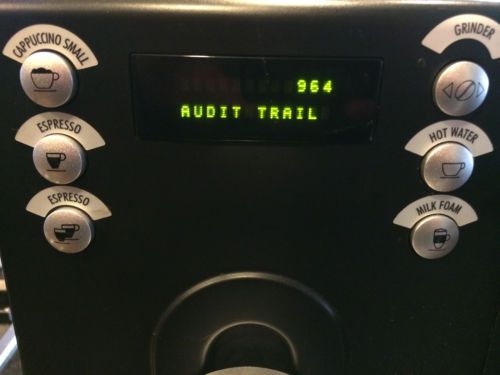 CAPPUCCINO SMALL
GRINDER
964
AUDIT TRAIL
ESPRESSO
HOT WATER
ESPRESSO
MILK FOAM